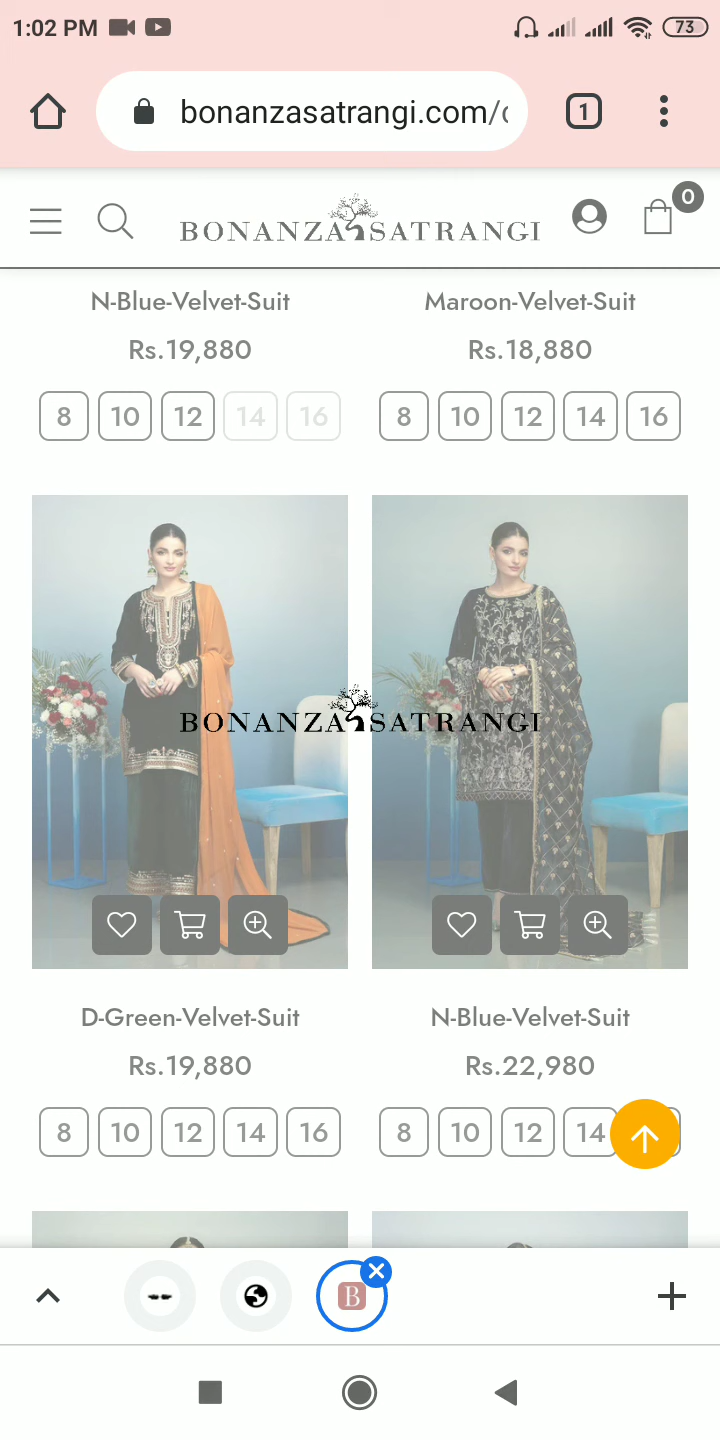 1:02 PM
73
bonanzasatrangi.com/
1
BONANZA SATRANGI
0
N-Blue-Velvet-Suit
Maroon-Velvet-Suit
Rs.19,880
Rs.18,880
8 10 12 14 16
8 10 12 14 16
BONANZA SATRANGI
D-Green-Velvet-Suit
N-Blue-Velvet-Suit
Rs.19,880
Rs.22,980
8 10 12 14 16
8 10 12 14
B